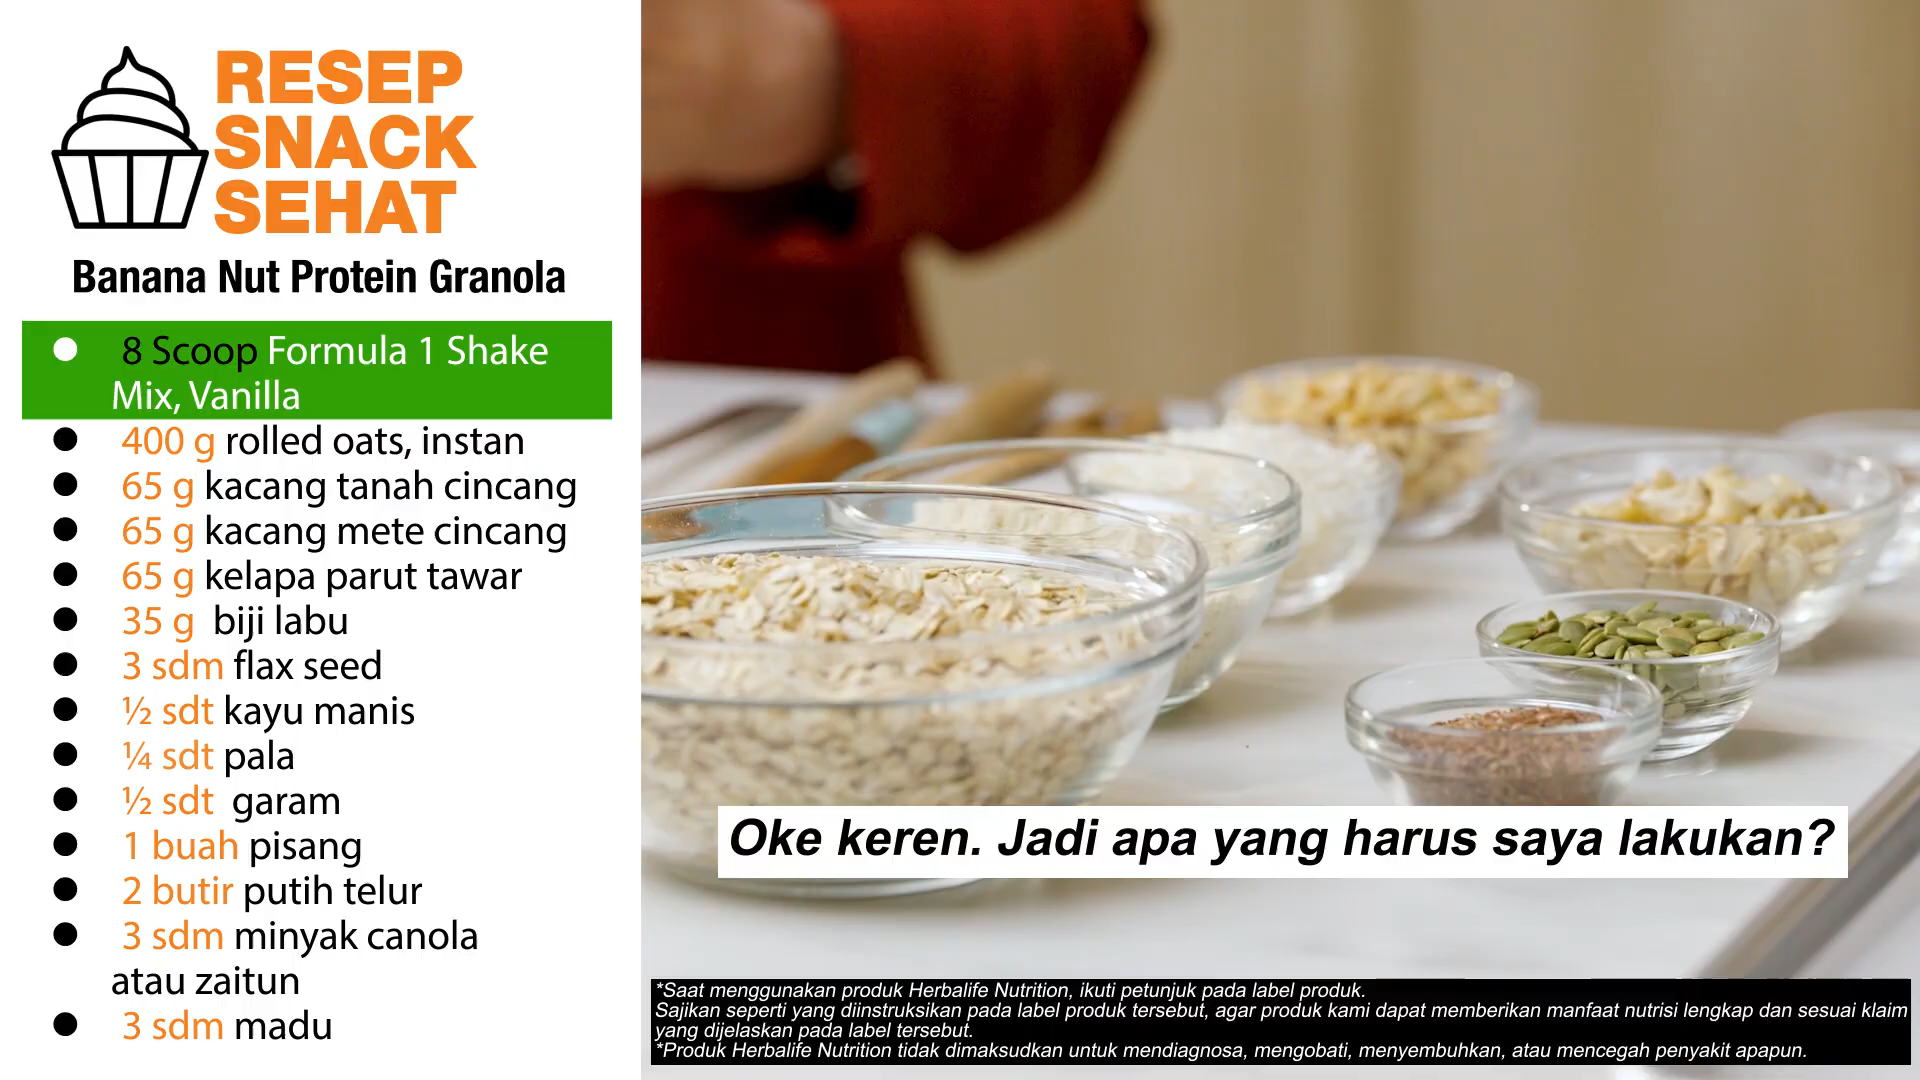 RESEP
SNACK
SEHAT
Banana Nut Protein Granola
● 8 Scoop Formula 1 Shake
Mix, Vanilla
● 400 g rolled oats, instan
● 65 g kacang tanah cincang
● 65 g kacang mete cincang
● 65 g kelapa parut tawar
● 35 g biji labu
● 3 sdm flax seed
● ½ sdt kayu manis
● ¼ sdt pala
● ½ sdt garam
● 1 buah pisang
● 2 butir putih telur
● 3 sdm minyak canola
atau zaitun
● 3 sdm madu
Oke keren. Jadi apa yang harus saya lakukan?
*Saat menggunakan produk Herbalife Nutrition, ikuti petunjuk pada label produk.
Sajikan seperti yang diinstruksikan pada label produk tersebut, agar produk kami dapat memberikan manfaat nutrisi lengkap dan sesuai klaim
yang dijelaskan pada label tersebut.
*Produk Herbalife Nutrition tidak dimaksudkan untuk mendiagnosa, mengobati, menyembuhkan, atau mencegah penyakit apapun.